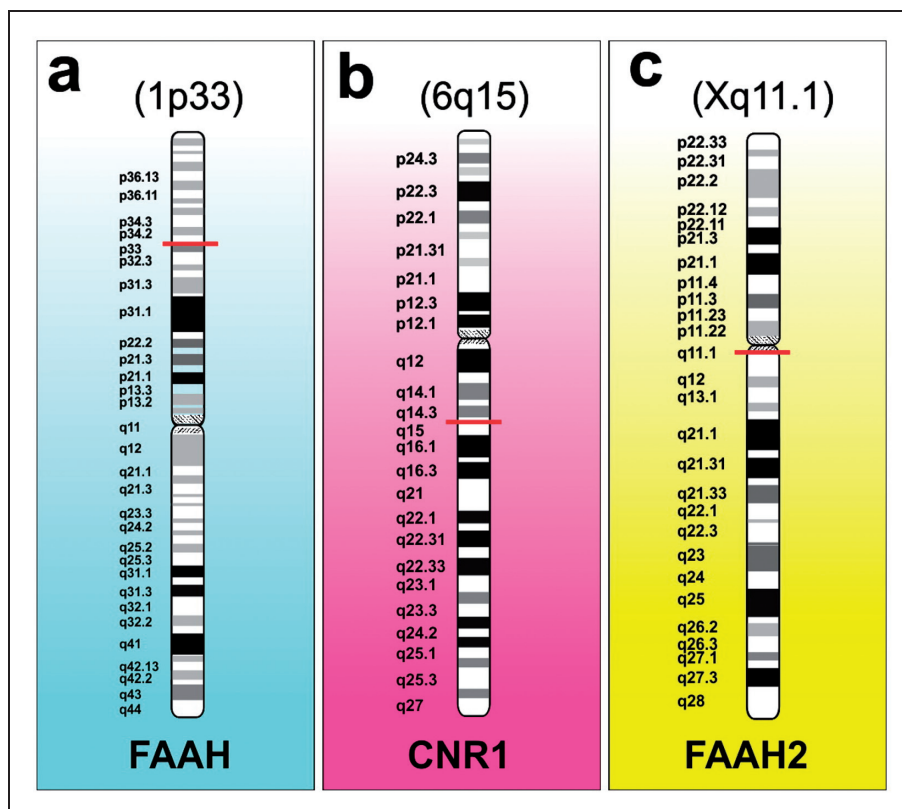 a
(1p33)
p36.13
p36.11
p34.3
p34.2
p33
p32.3
p31.3
p31.1
p22.2
p21.3
p21.1
p13.3
p13.2
q11
q12
q21.1
q21.3
q23.3
q24.2
q25.2
q25.3
q31.1
q31.3
q32.1
q32.2
q41
q42.13
q42.2
q43
q44
FAAH
b
(6q15)
p24.3
p22.3
p22.1
p21.31
p21.1
p12.3
p12.1
q12
q14.1
q14.3
q15
q16.1
q16.3
q21
q22.1
q22.31
q22.33
q23.1
q23.3
q24.2
q25.1
q25.3
q27
CNR1
c
(Xq11.1)
p22.33
p22.31
p22.2
p22.12
p22.11
p21.3
p21.1
p11.4
p11.3
p11.23
p11.22
q11.1
q12
q13.1
q21.1
q21.31
q21.33
q22.1
q22.3
q23
q24
q25
q26.2
q26.3
q27.1
q27.3
q28
FAAH2